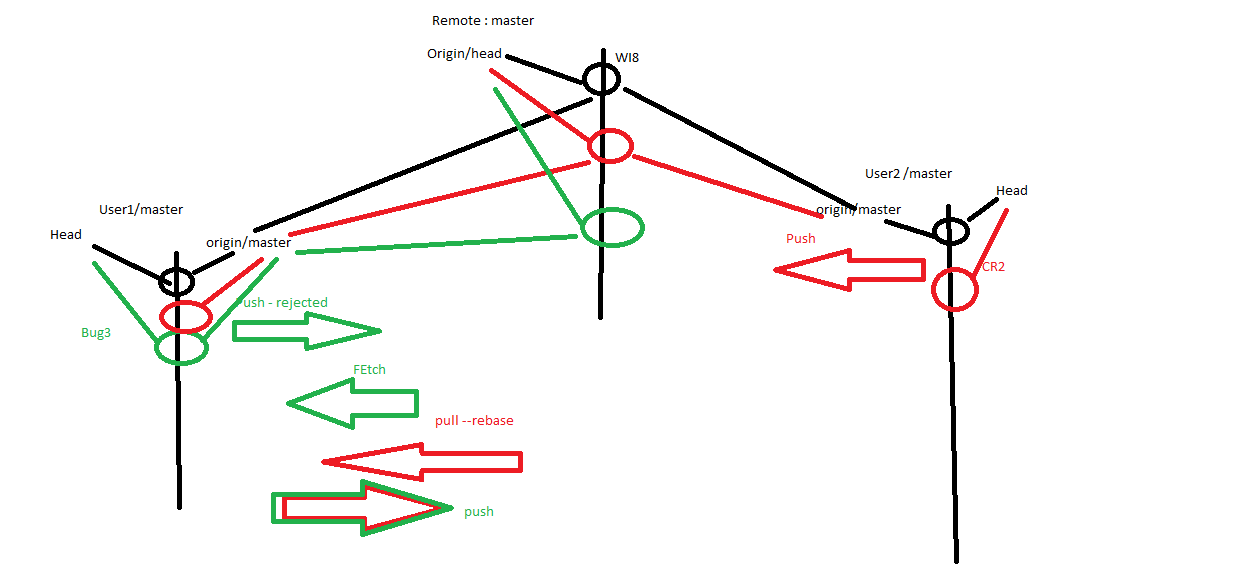 Remote : master
Origin/head
WI8
User2 /master
Head
origin/master
User1/master
Head
origin/master
Push
CR2
Push - rejected
Bug3
FEtch
pull --rebase
push